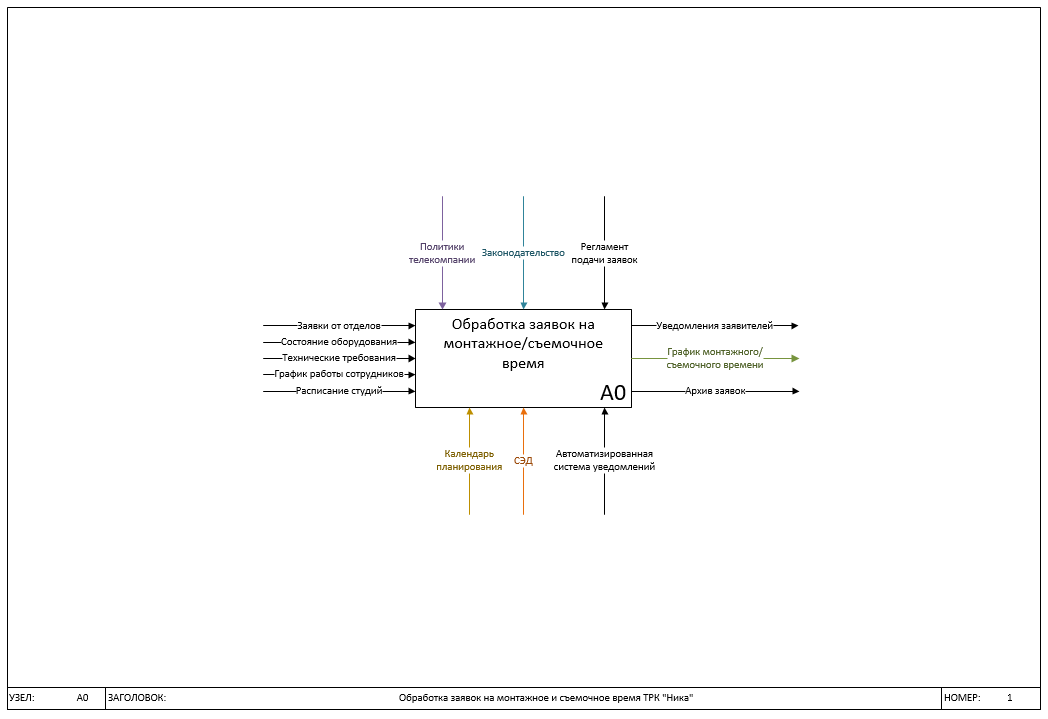 Политики
телекомпании
Законодательство
Регламент
подачи заявок
Заявки от отделов
Состояние оборудования
Технические требования
График работы сотрудников
Расписание студий
Обработка заявок на
монтажное/съемочное
время
A0
Уведомления заявителей
График монтажного/
съемочного времени
Архив заявок
Календарь
планирования
СЭД
Автоматизированная
система уведомлений
УЗЕЛ: A0 ЗАГОЛОВОК: Обработка заявок на монтажное и съемочное время ТРК "Ника" НОМЕР: 1